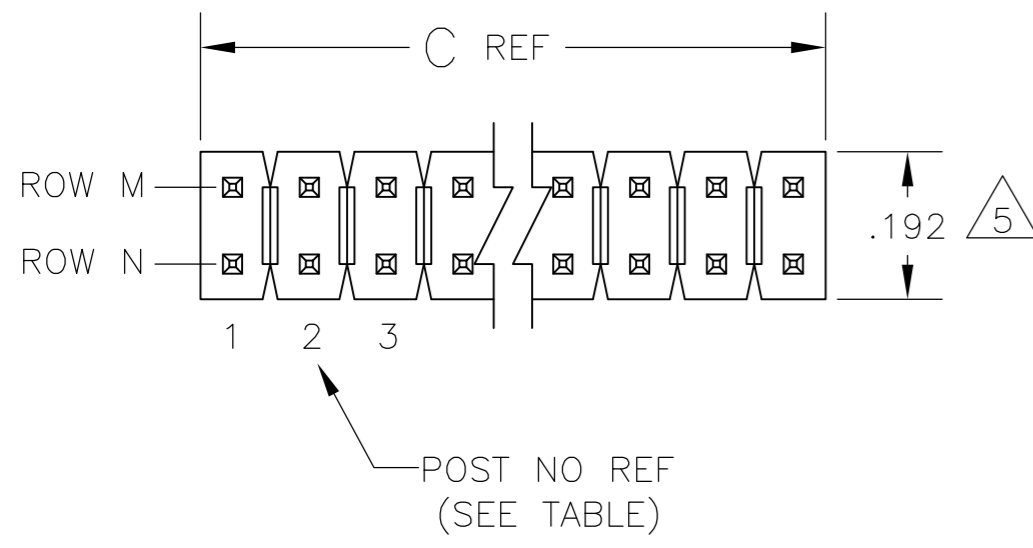 C REF
ROW M
.192 5
ROW N
1 2 3
POST NO REF
(SEE TABLE)